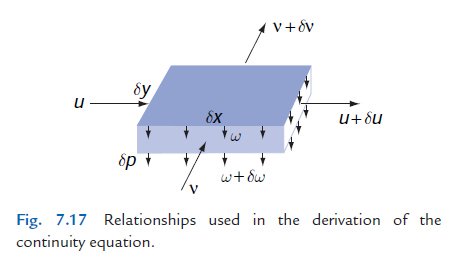 v + δv
δy
u
δx
u + δu
ω
δp
ω + δω
v
Fig. 7.17 Relationships used in the derivation of the
continuity equation.